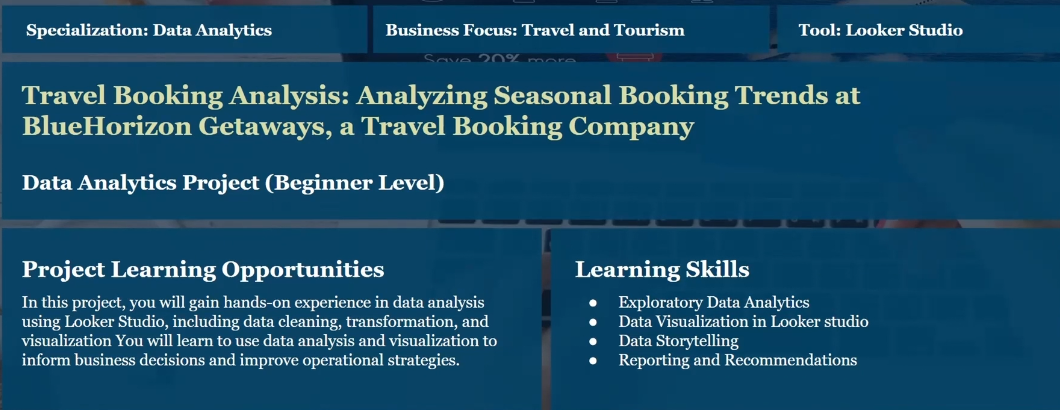 Specialization: Data Analytics
Business Focus: Travel and Tourism
Tool: Looker Studio
Save 20% more
Travel Booking Analysis: Analyzing Seasonal Booking Trends at
BlueHorizon Getaways, a Travel Booking Company
Data Analytics Project (Beginner Level)
Project Learning Opportunities
In this project, you will gain hands-on experience in data analysis
using Looker Studio, including data cleaning, transformation, and
visualization You will learn to use data analysis and visualization to
inform business decisions and improve operational strategies.
Learning Skills
● Exploratory Data Analytics
● Data Visualization in Looker studio
● Data Storytelling
● Reporting and Recommendations